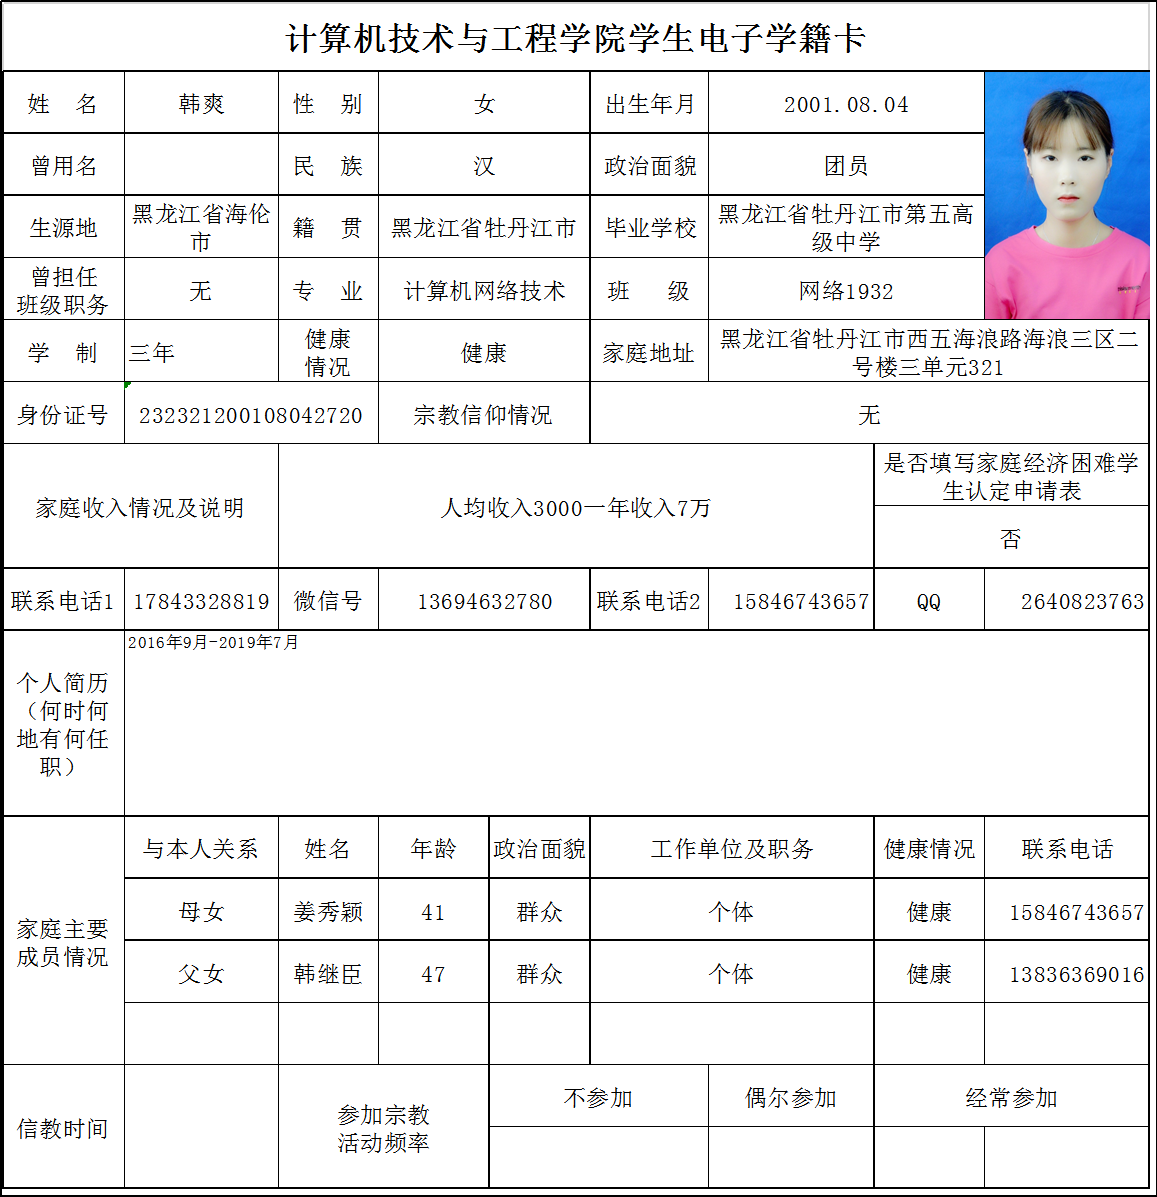 计算机技术与工程学院学生电子学籍卡
姓 名 韩爽 性 别 女 出生年月 2001.08.04
曾用名 民 族 汉 政治面貌 团员
生源地 黑龙江省海伦市 籍 贯 黑龙江省牡丹江市 毕业学校 黑龙江省牡丹江市第五高级中学
曾担任班级职务 无 专 业 计算机网络技术 班 级 网络1932
学 制 三年 健康情况 健康 家庭地址 黑龙江省牡丹江市西五海浪路海浪三区二号楼三单元321
身份证号 232321200108042720 宗教信仰情况 无
家庭收入情况及说明 人均收入3000一年收入7万 是否填写家庭经济困难学生认定申请表
否
联系电话1 17843328819 微信号 13694632780 联系电话2 15846743657 QQ 2640823763
个人简历（何时何地有何任职） 2016年9月-2019年7月
家庭主要成员情况 与本人关系 姓名 年龄 政治面貌 工作单位及职务 健康情况 联系电话
母女 姜秀颖 41 群众 个体 健康 15846743657
父女 韩继臣 47 群众 个体 健康 13836369016
信教时间 参加宗教活动频率 不参加 偶尔参加 经常参加